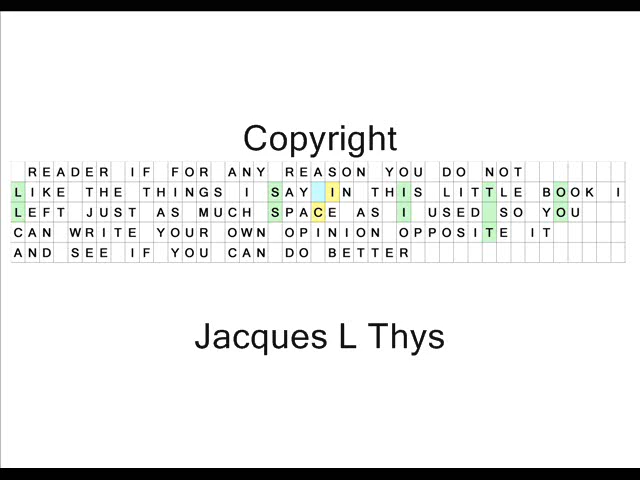 Copyright
READER IF FOR ANY REASON YOU DO NOT
LIKE THE THINGS I SAY IN THIS LITTLE BOOK I
LEFT JUST AS MUCH SPACE AS I USED SO YOU
CAN WRITE YOUR OWN OPINION OPPOSITE IT
AND SEE IF YOU CAN DO BETTER
Jacques L Thys